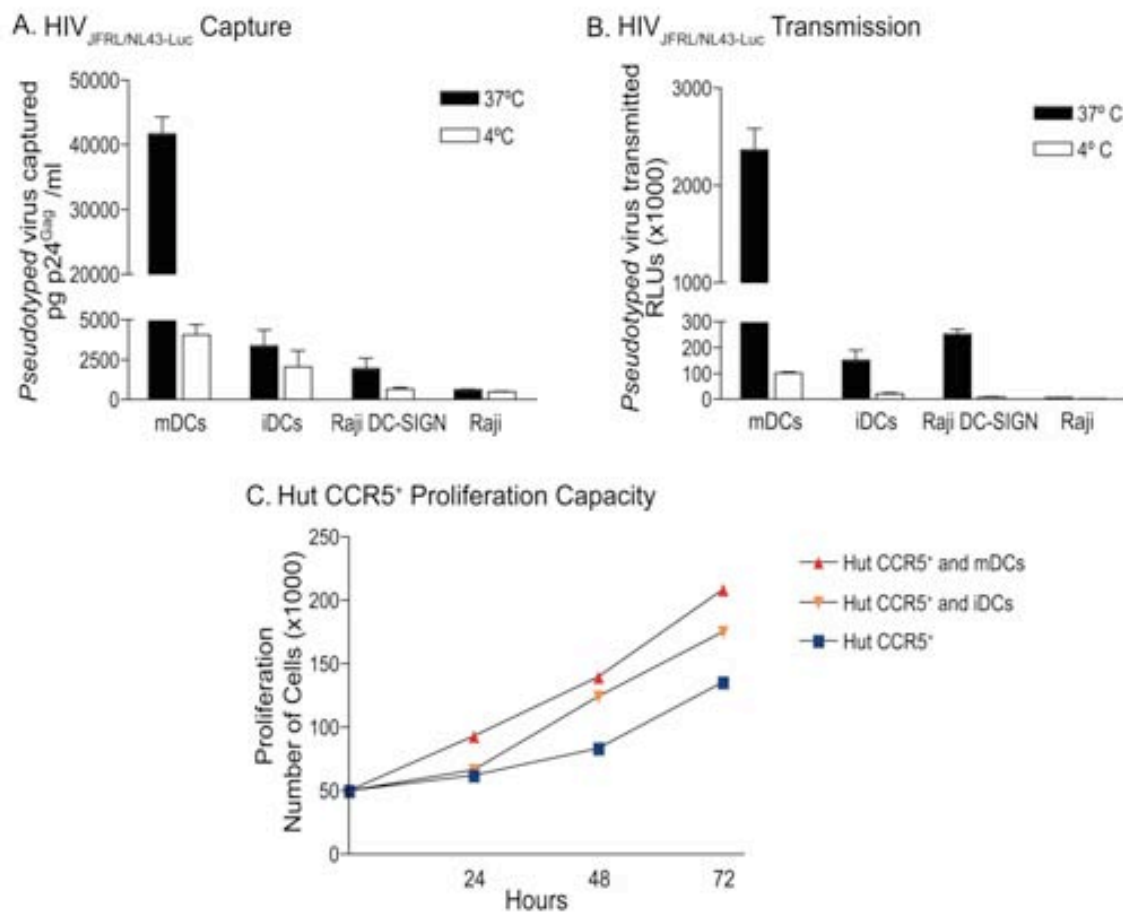 A. HIV JFRL/NL43-Luc Capture
Pseudotyped virus captured
pg p24Gag /ml
50000
40000
30000
20000
5000
2500
0
37ºC
4ºC
mDCs
iDCs
Raji DC-SIGN
Raji
B. HIV JFRL/NL43-Luc Transmission
Pseudotyped virus transmitted
RLUs (x1000)
3000
2000
1000
300
200
100
0
37º C
4º C
mDCs
iDCs
Raji DC-SIGN
Raji
C. Hut CCR5+ Proliferation Capacity
Proliferation
Number of Cells (x1000)
250
200
150
100
50
0
24
48
72
Hours
Hut CCR5+ and mDCs
Hut CCR5+ and iDCs
Hut CCR5+